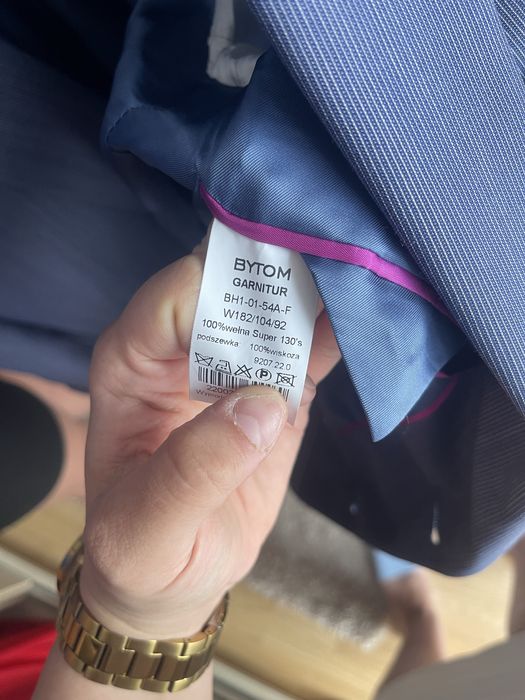 BYTOM
GARNITUR
BH1-01-54A-F
W182/104/92
100%wełna Super 130's
podszewka 100%wiskoza
9207 22.0
P